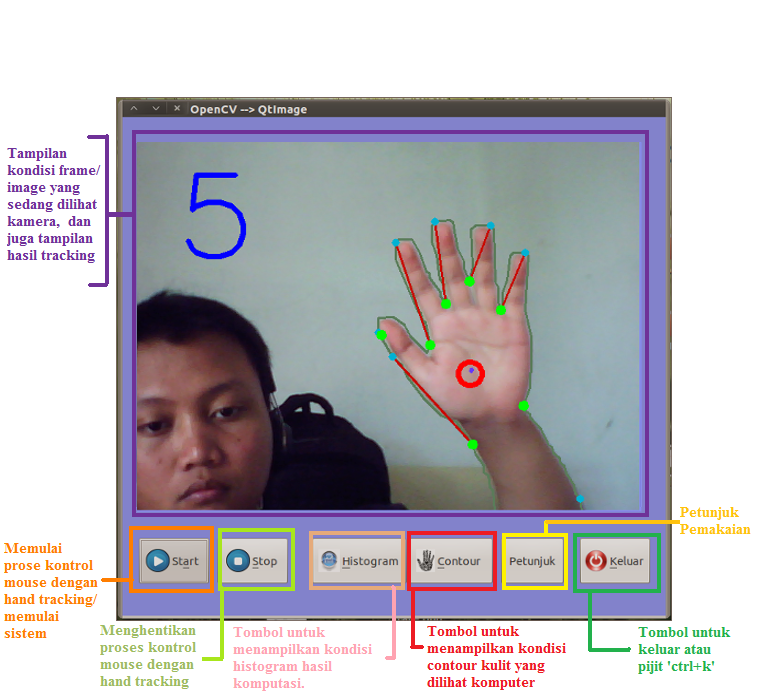 OpenCV --> QtImage
Tampilan
kondisi frame/
image yang
sedang dilihat
kamera, dan
juga tampilan
hasil tracking
5
Start
Stop
Histogram
Contour
Petunjuk
Keluar
Petunjuk
Pemakaian
Memulai
prose kontrol
mouse dengan
hand tracking/
memulai
sistem
Menghentikan
proses kontrol
mouse dengan
hand tracking
Tombol untuk
menampilkan kondisi
histogram hasil
komputasi.
Tombol untuk
menampilkan kondisi
contour kulit yang
dilihat komputer
Tombol untuk
keluar atau
pijit 'ctrl+k'